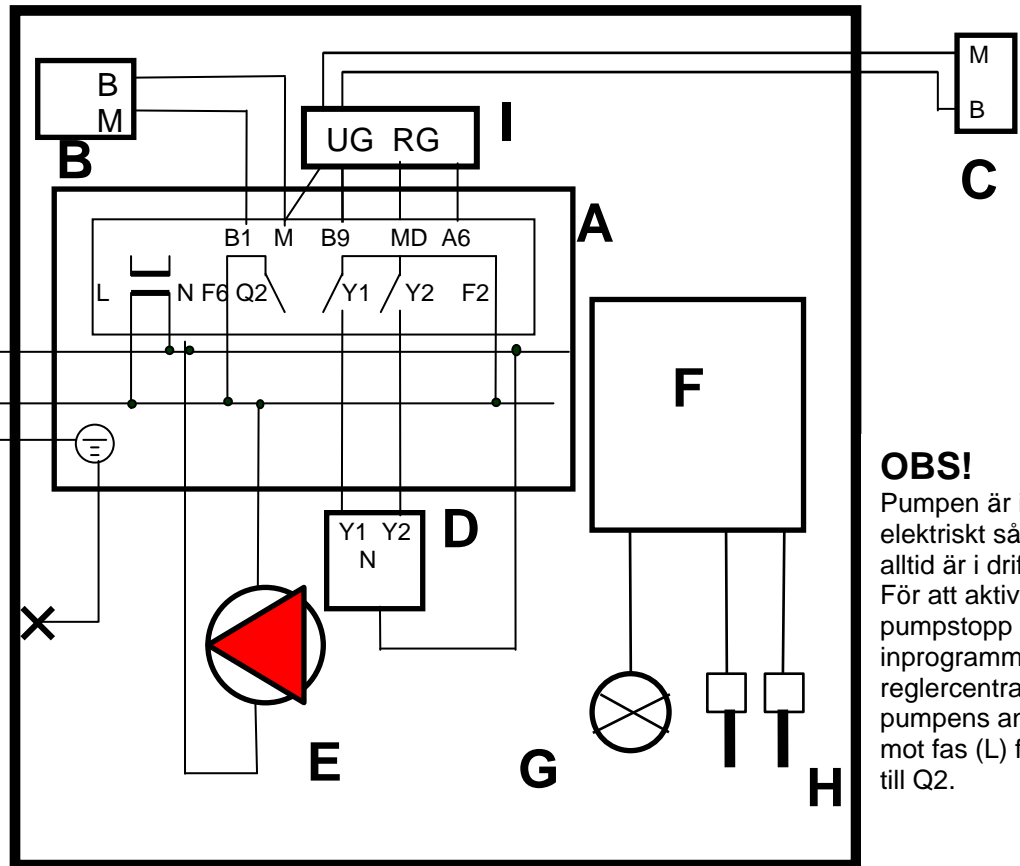 M
B
C
B
M
B
UG RG
I
A
B1 M B9 MD A6
L N F6 Q2 Y1 Y2 F2
F
D
Y1 Y2
N
E
G
H
OBS!
Pumpen är
elektriskt så
alltid är i drif
För att aktiv
pumpstopp
inprogramm
reglercentra
pumpens an
mot fas (L) f
till Q2.